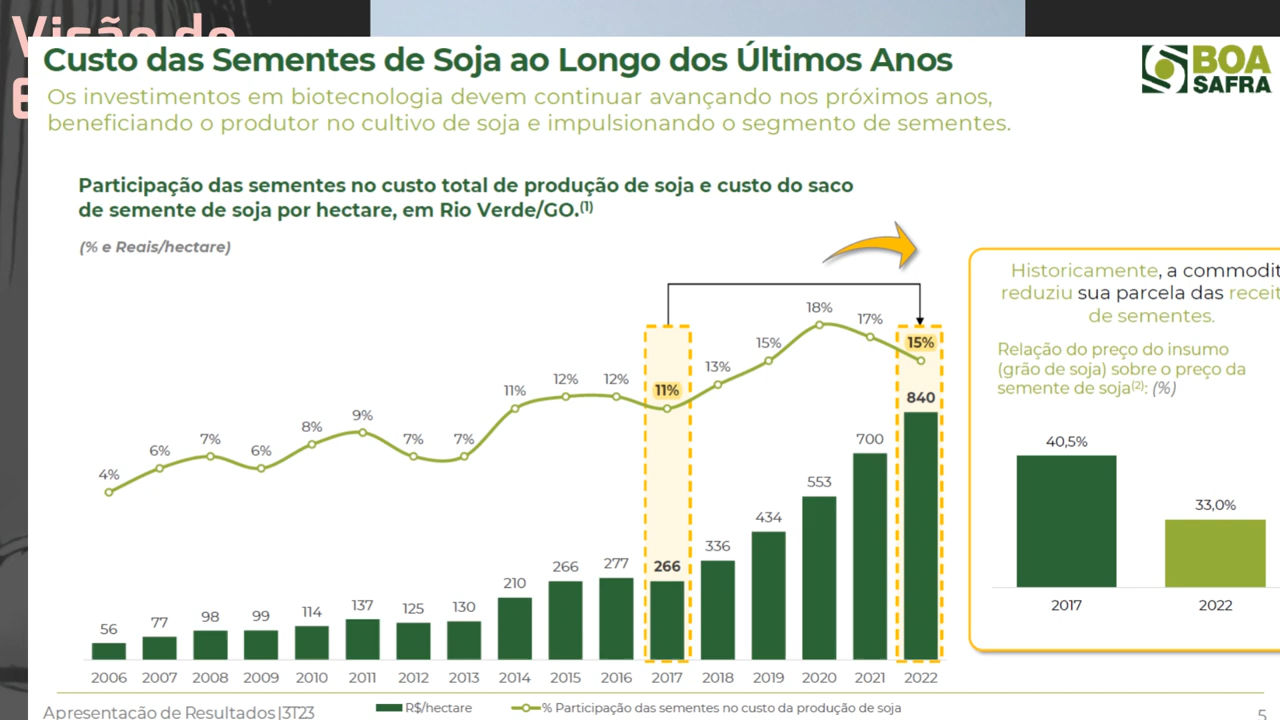 Visão do
Custo das Sementes de Soja ao Longo dos Últimos Anos
BOA
SAFRA
Os investimentos em biotecnologia devem continuar avançando nos próximos anos,
beneficiando o produtor no cultivo de soja e impulsionando o segmento de sementes.
Participação das sementes no custo total de produção de soja e custo do saco
de semente de soja por hectare, em Rio Verde/GO.(1)
(% e Reais/hectare)
4% 6% 7% 6% 8% 9% 7% 7% 11% 12% 12% 11% 13% 15% 18% 17% 15%
56 77 98 99 114 137 125 130 210 266 277 266 336 434 553 700 840
2006 2007 2008 2009 2010 2011 2012 2013 2014 2015 2016 2017 2018 2019 2020 2021 2022
R$/hectare % Participação das sementes no custo da produção de soja
Historicamente, a commodit
reduziu sua parcela das receit
de sementes.
Relação do preço do insumo
(grão de soja) sobre o preço da
semente de soja(2): (%)
40,5% 33,0%
2017 2022
Apresentação de Resultados |3T23
5